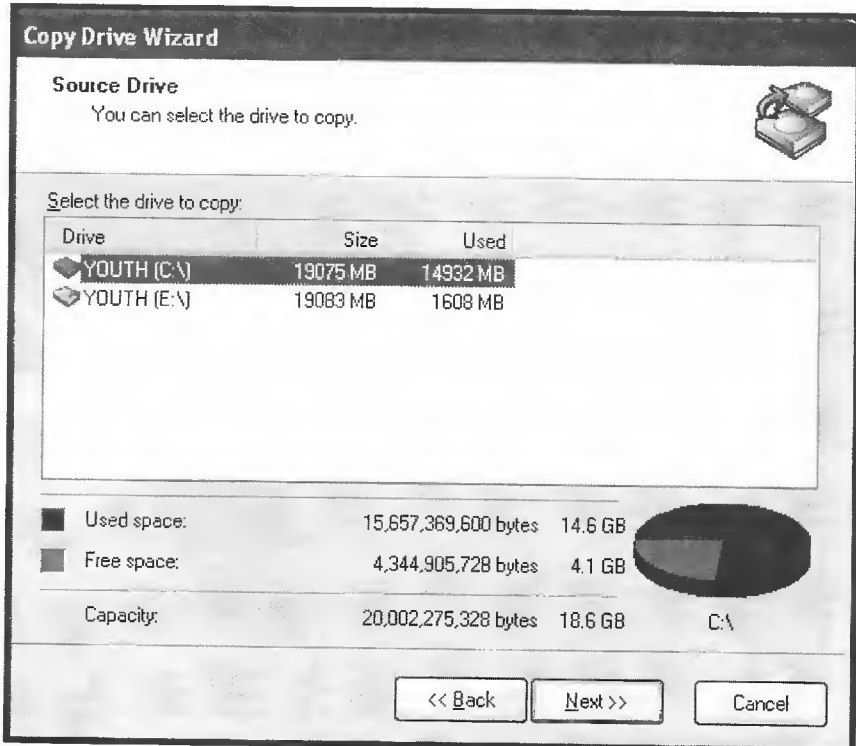 Copy Drive Wizard
Source Drive
You can select the drive to copy.
Select the drive to copy:
Drive Size Used
YOUTH (C:\) 19075 MB 14932 MB
YOUTH (E:\) 19083 MB 1608 MB
Used space: 15,657,369,600 bytes 14.6 GB
Free space: 4,344,905,728 bytes 4.1 GB
Capacity: 20,002,275,328 bytes 18.6 GB C:\
<< Back Next >> Cancel